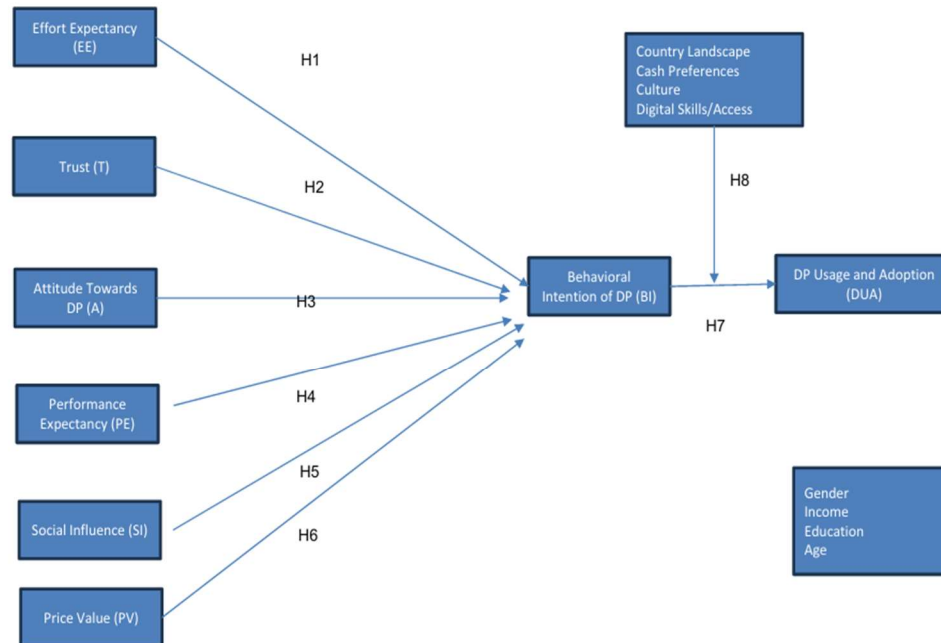 Effort Expectancy
(EE)
H1
Country Landscape
Cash Preferences
Culture
Digital Skills/Access
Trust (T)
H2
H8
Attitude Towards
DP (A)
H3
Behavioral
Intention of DP (BI)
H7
DP Usage and Adoption
(DUA)
Performance
Expectancy (PE)
H4
Social Influence (SI)
H5
Price Value (PV)
H6
Gender
Income
Education
Age